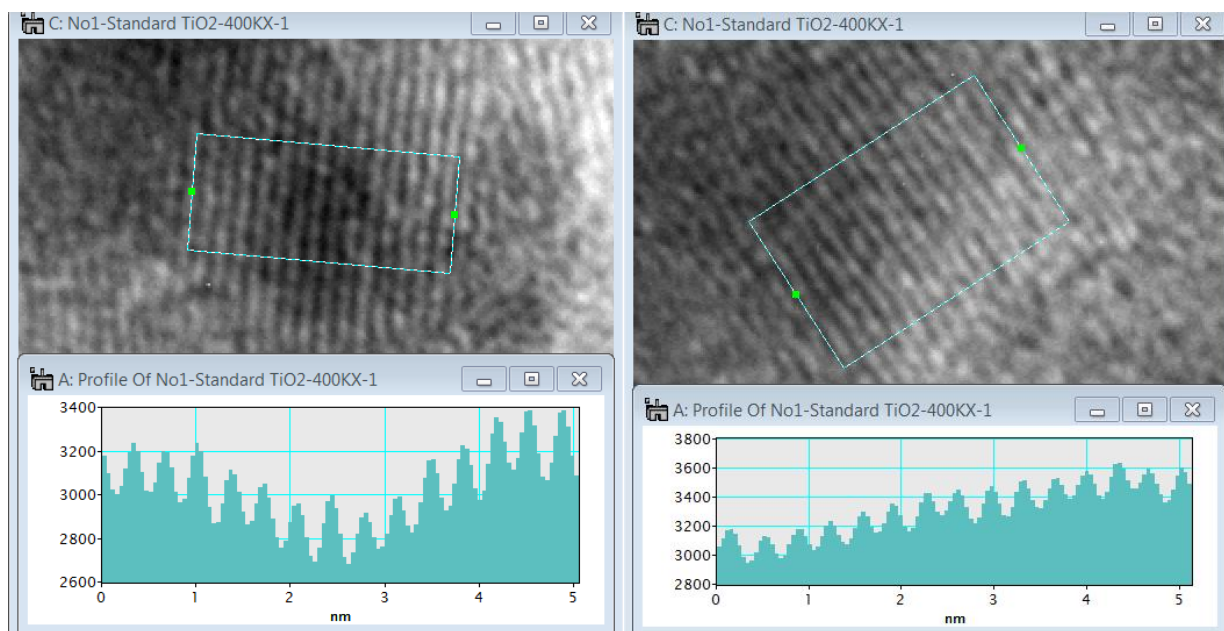 C: No1-Standard TiO2-400KX-1
A: Profile Of No1-Standard TiO2-400KX-1
3400
3200
3000
2800
2600
0 1 2 3 4 5
nm
C: No1-Standard TiO2-400KX-1
A: Profile Of No1-Standard TiO2-400KX-1
3800
3600
3400
3200
3000
2800
0 1 2 3 4 5
nm